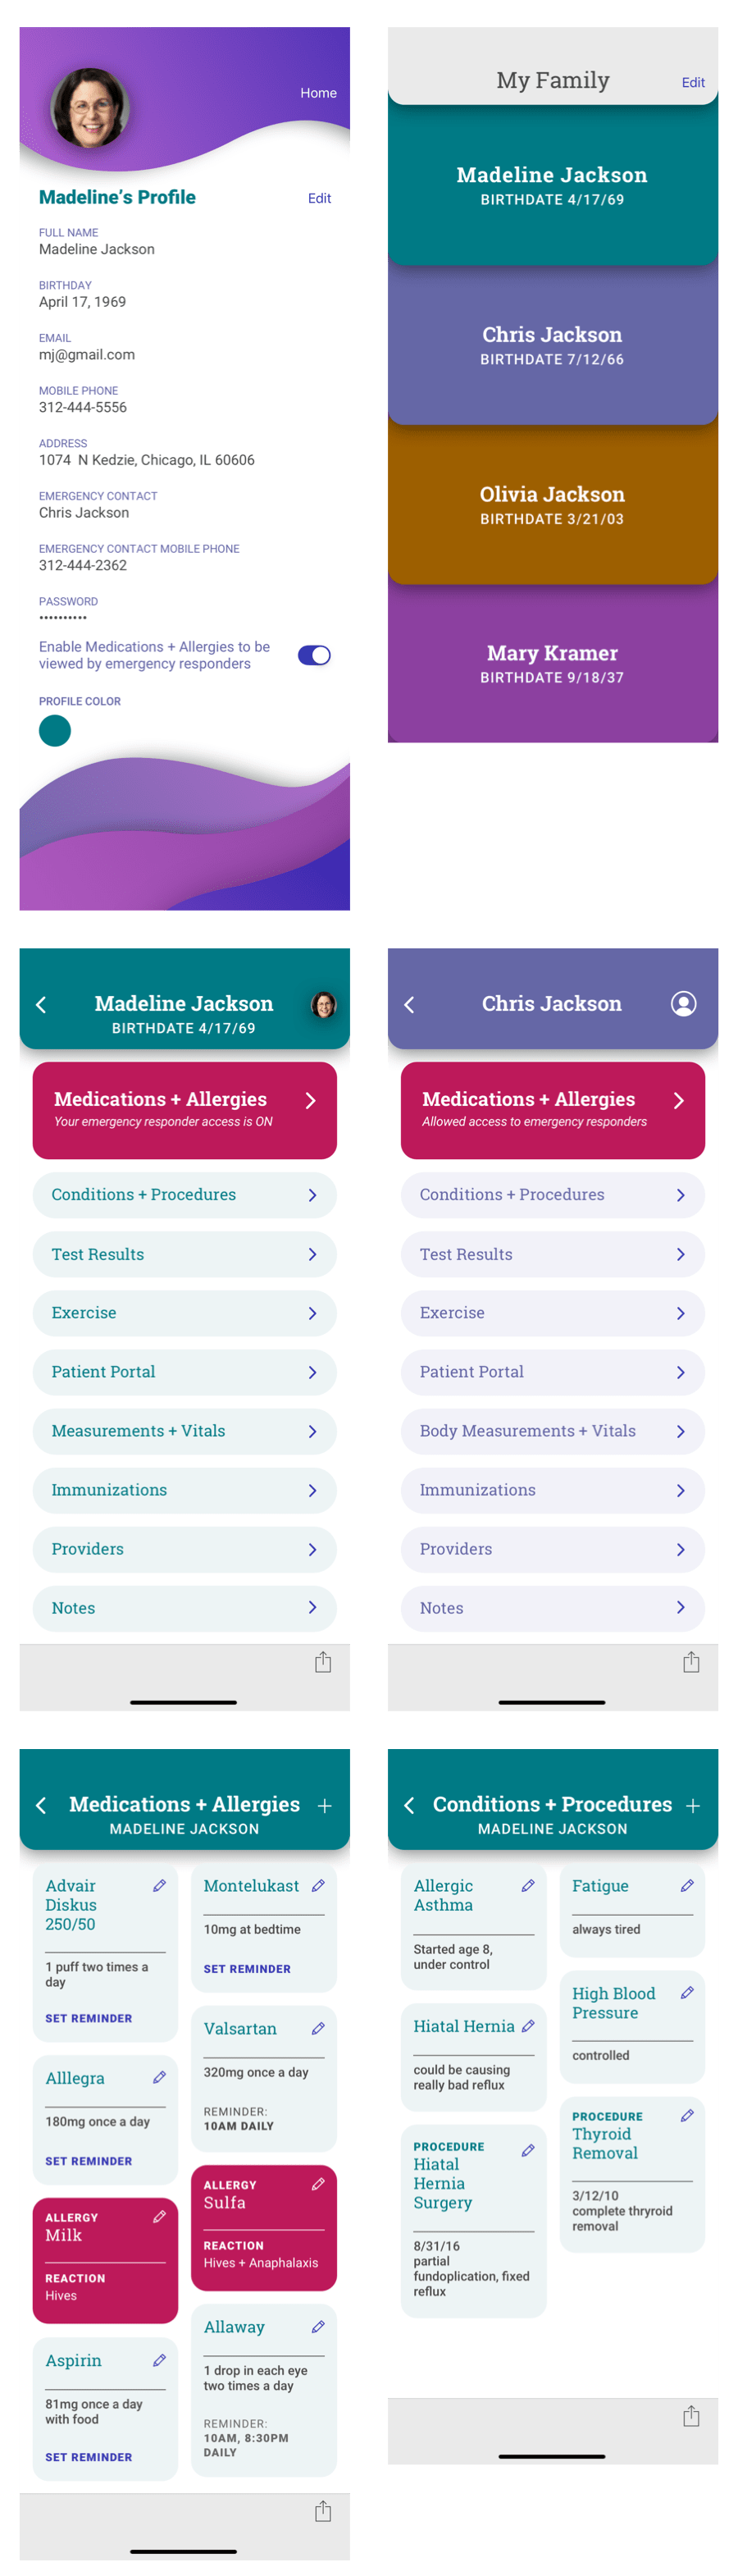 Home
Madeline's Profile
Edit
FULL NAME
Madeline Jackson
BIRTHDAY
April 17, 1969
EMAIL
mj@gmail.com
MOBILE PHONE
312-444-5556
ADDRESS
1074 N Kedzie, Chicago, IL 60606
EMERGENCY CONTACT
Chris Jackson
EMERGENCY CONTACT MOBILE PHONE
312-444-2362
PASSWORD
••••••••••
Enable Medications + Allergies to be
viewed by emergency responders
PROFILE COLOR
My Family
Edit
Madeline Jackson
BIRTHDATE 4/17/69
Chris Jackson
BIRTHDATE 7/12/66
Olivia Jackson
BIRTHDATE 3/21/03
Mary Kramer
BIRTHDATE 9/18/37
Madeline Jackson
BIRTHDATE 4/17/69
Medications + Allergies
Your emergency responder access is ON
Conditions + Procedures
Test Results
Exercise
Patient Portal
Measurements + Vitals
Immunizations
Providers
Notes
Chris Jackson
Medications + Allergies
Allowed access to emergency responders
Conditions + Procedures
Test Results
Exercise
Patient Portal
Body Measurements + Vitals
Immunizations
Providers
Notes
Medications + Allergies
MADELINE JACKSON
Advair
Diskus
250/50
1 puff two times a
day
SET REMINDER
Alllegra
180mg once a day
SET REMINDER
ALLERGY
Milk
REACTION
Hives
Aspirin
81mg once a day
with food
SET REMINDER
Montelukast
10mg at bedtime
SET REMINDER
Valsartan
320mg once a day
REMINDER:
10AM DAILY
ALLERGY
Sulfa
REACTION
Hives + Anaphalaxis
Allaway
1 drop in each eye
two times a day
REMINDER:
10AM, 8:30PM
DAILY
Conditions + Procedures
MADELINE JACKSON
Allergic
Asthma
Started age 8,
under control
Hiatal Hernia
could be causing
really bad reflux
PROCEDURE
Hiatal
Hernia
Surgery
8/31/16
partial
fundoplication, fixed
reflux
Fatigue
always tired
High Blood
Pressure
controlled
PROCEDURE
Thyroid
Removal
3/12/10
complete thryroid
removal